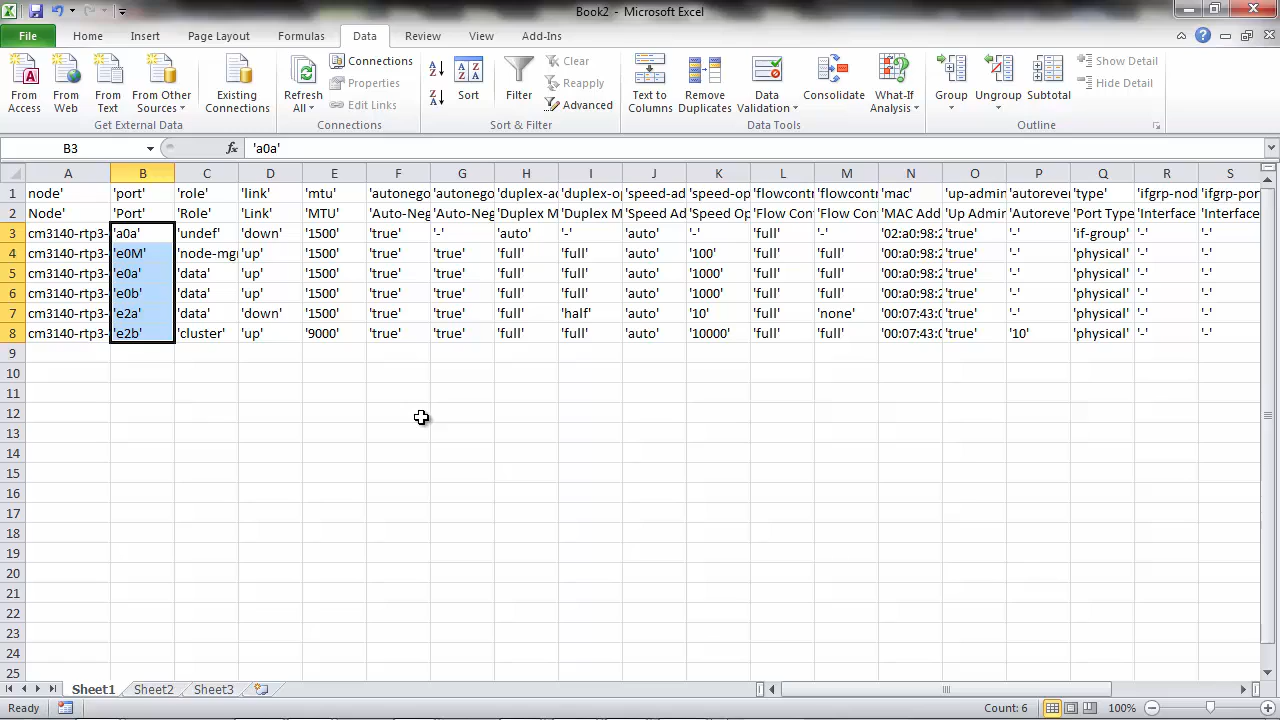 Book2 - Microsoft Excel
File Home Insert Page Layout Formulas Data Review View Add-Ins
From Access From Web From Text From Other Sources Existing Connections Refresh All Connections Properties Edit Links Sort Filter Clear Reapply Advanced Text to Columns Remove Duplicates Data Validation Consolidate What-If Analysis Group Ungroup Subtotal Show Detail Hide Detail
Get External Data Connections Sort & Filter Data Tools Outline
B3 fx 'a0a'
A B C D E F G H I J K L M N O P Q R S
1 node' 'port' 'role' 'link' 'mtu' 'autonego 'autonego 'duplex-ad 'duplex-op 'speed-ad 'speed-ope 'flowcontr 'flowcontr 'mac' 'up-admin 'autorever 'type' 'ifgrp-nod 'ifgrp-port
2 Node' 'Port' 'Role' 'Link' 'MTU' 'Auto-Neg 'Auto-Neg 'Duplex M 'Duplex M 'Speed Ad 'Speed Op 'Flow Con 'Flow Con 'MAC Add 'Up Admin 'Autoreve 'Port Type' 'Interface 'Interface
3 cm3140-rtp3- 'a0a' 'undef' 'down' '1500' 'true' '-' 'auto' '-' 'auto' '-' 'full' '-' '02:a0:98:2 'true' '-' 'if-group' '-' '-'
4 cm3140-rtp3- 'e0M' 'node-mgm 'up' '1500' 'true' 'true' 'full' 'full' 'auto' '100' 'full' 'full' '00:a0:98:2 'true' '-' 'physical' '-' '-'
5 cm3140-rtp3- 'e0a' 'data' 'up' '1500' 'true' 'true' 'full' 'full' 'auto' '1000' 'full' 'full' '00:a0:98:2 'true' '-' 'physical' '-' '-'
6 cm3140-rtp3- 'e0b' 'data' 'up' '1500' 'true' 'true' 'full' 'full' 'auto' '1000' 'full' 'full' '00:a0:98:2 'true' '-' 'physical' '-' '-'
7 cm3140-rtp3- 'e2a' 'data' 'down' '1500' 'true' 'true' 'full' 'half' 'auto' '10' 'full' 'none' '00:07:43:0 'true' '-' 'physical' '-' '-'
8 cm3140-rtp3- 'e2b' 'cluster' 'up' '9000' 'true' 'true' 'full' 'full' 'auto' '10000' 'full' 'full' '00:07:43:0 'true' '10' 'physical' '-' '-'
9
10
11
12
13
14
15
16
17
18
19
20
21
22
23
24
25
Sheet1 Sheet2 Sheet3
Ready Count: 6 100%